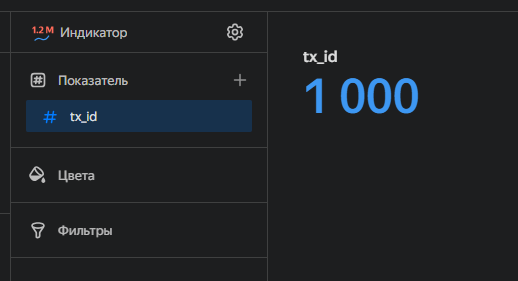 1.2 M Индикатор
Показатель
tx_id
Цвета
Фильтры
tx_id
1 000